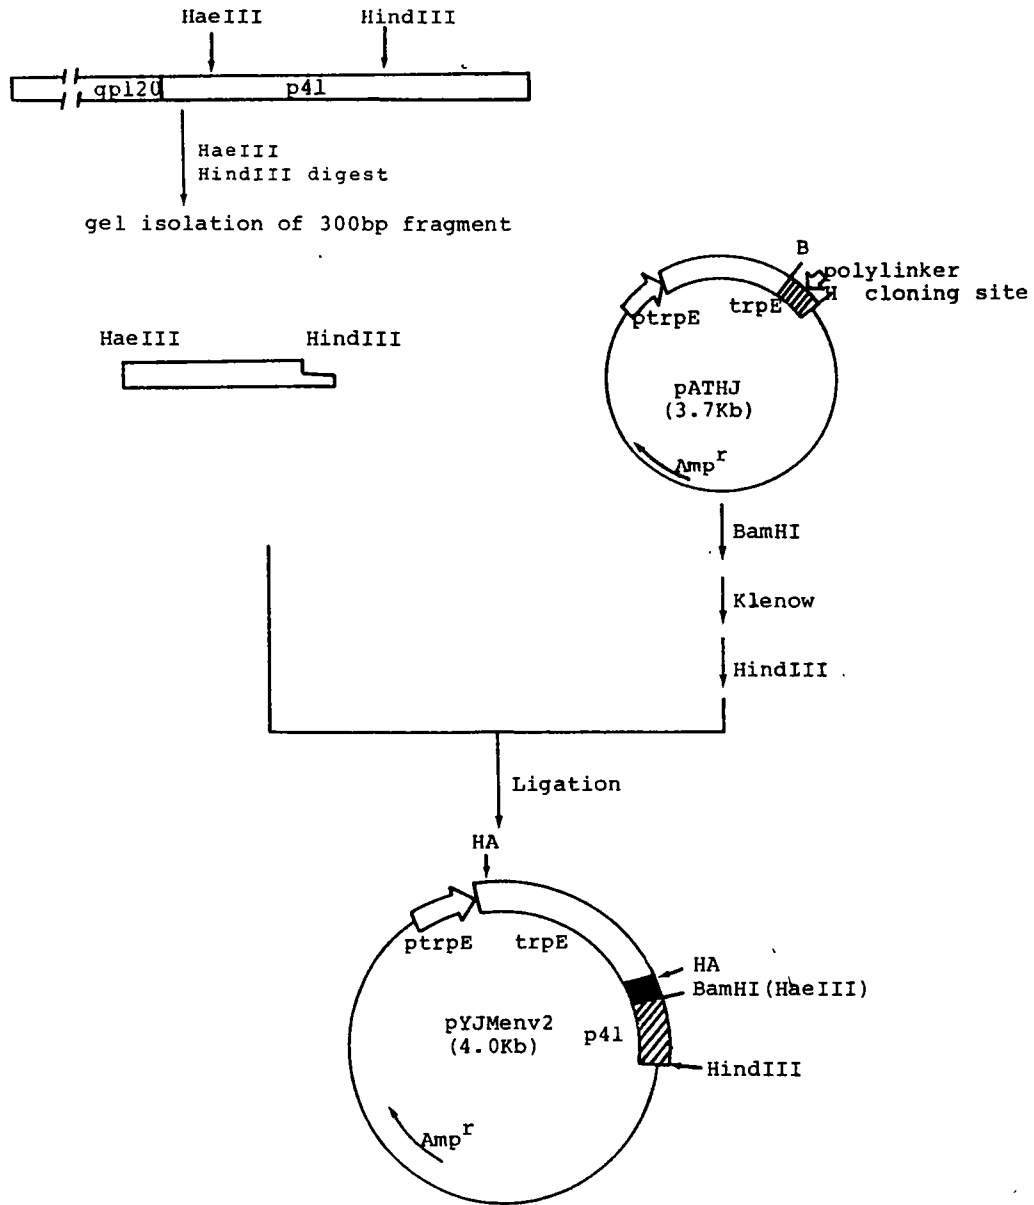 HaeIII HindIII
gp120 p41
HaeIII
HindIII digest
gel isolation of 300bp fragment
B
polylinker
H cloning site
ptrpE trpE
HaeIII HindIII
pATHJ
(3.7Kb)
Amp r
BamHI
Klenow
HindIII
Ligation
HA
ptrpE trpE
HA
BamHI(HaeIII)
pYJMenv2 p41
(4.0Kb)
HindIII
Amp r